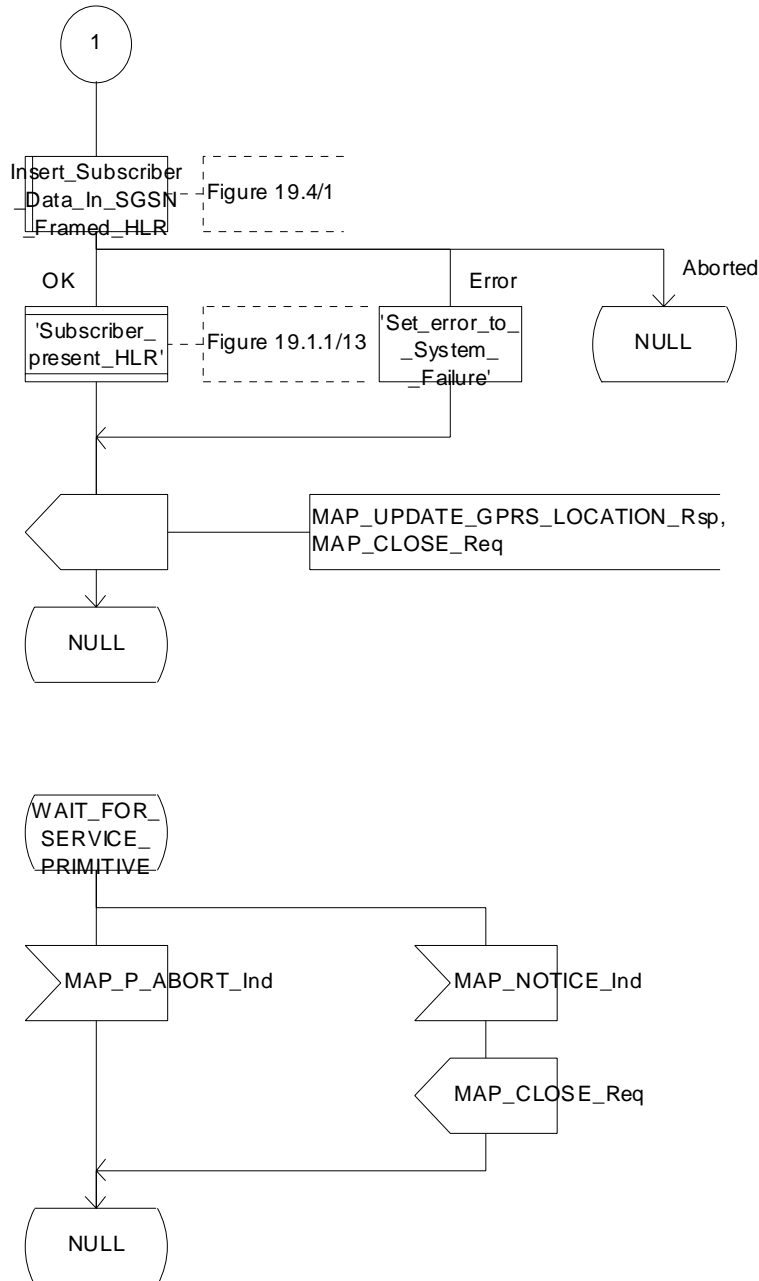 1
Insert_Subscriber
_Data_In_SGSN
_Framed_HLR
Figure 19.4/1
OK
Error
Aborted
'Subscriber_
present_HLR'
Figure 19.1.1/13
'Set_error_to_
_System_
_Failure'
NULL
MAP_UPDATE_GPRS_LOCATION_Rsp,
MAP_CLOSE_Req
NULL
WAIT_FOR_
SERVICE_
PRIMITIVE
MAP_P_ABORT_Ind
MAP_NOTICE_Ind
MAP_CLOSE_Req
NULL